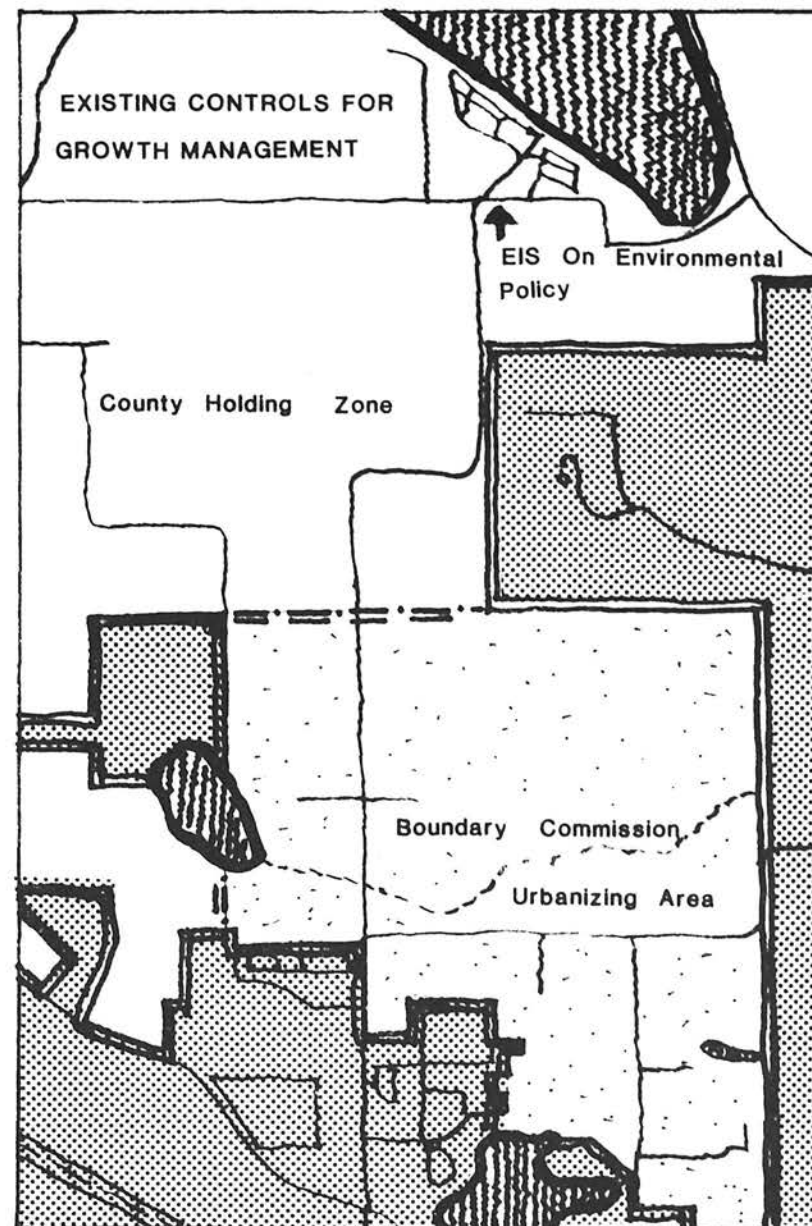 EXISTING CONTROLS FOR
GROWTH MANAGEMENT
EIS On Environmental
Policy
County Holding Zone
Boundary Commission
Urbanizing Area